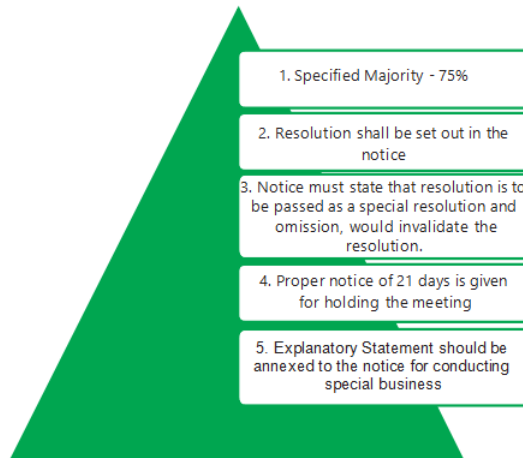 1. Specified Majority - 75%
2. Resolution shall be set out in the
notice
3. Notice must state that resolution is to
be passed as a special resolution and
omission, would invalidate the
resolution.
4. Proper notice of 21 days is given
for holding the meeting
5. Explanatory Statement should be
annexed to the notice for conducting
special business